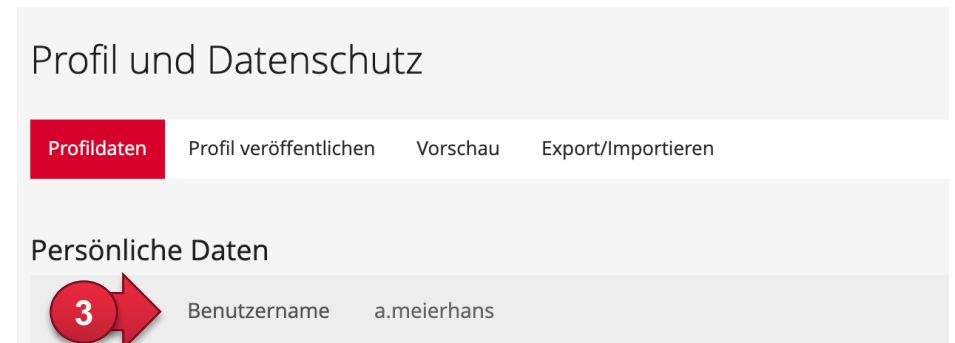 Profil und Datenschutz
Profildaten Profil veröffentlichen Vorschau Export/Importieren
Persönliche Daten
3 Benutzername a.meierhans